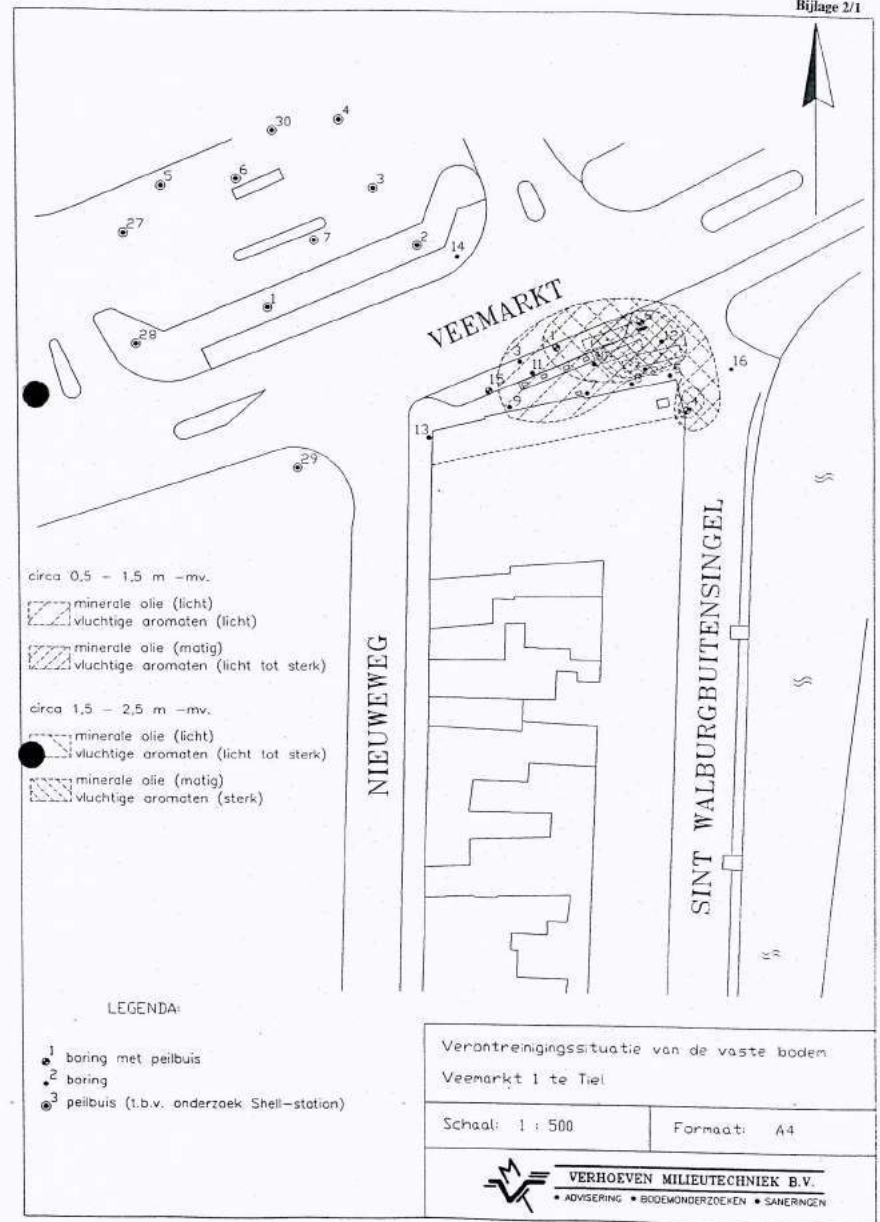 Bijlage 2/1
4
30
3
6
5
27
7
2
14
1
28
VEEMARKT
3
1
11
12
15
9
16
13
29
NIEUWEWEG
SINT WALBURGBUITENSINGEL
circa 0,5 - 1,5 m -mv.
minerale olie (licht)
vluchtige aromaten (licht)
minerale olie (matig)
vluchtige aromaten (licht tot sterk)
circa 1,5 - 2,5 m -mv.
minerale olie (licht)
vluchtige aromaten (licht tot sterk)
minerale olie (matig)
vluchtige aromaten (sterk)
LEGENDA:
1 boring met peilbuis
2 boring
3 peilbuis (t.b.v. onderzoek Shell-station)
Verontreinigingssituatie van de vaste bodem
Veemarkt 1 te Tiel
Schaal: 1 : 500
Formaat: A4
VERHOEVEN MILIEUTECHNIEK B.V.
• ADVISERING • BODEMONDERZOEKEN • SANERINGEN